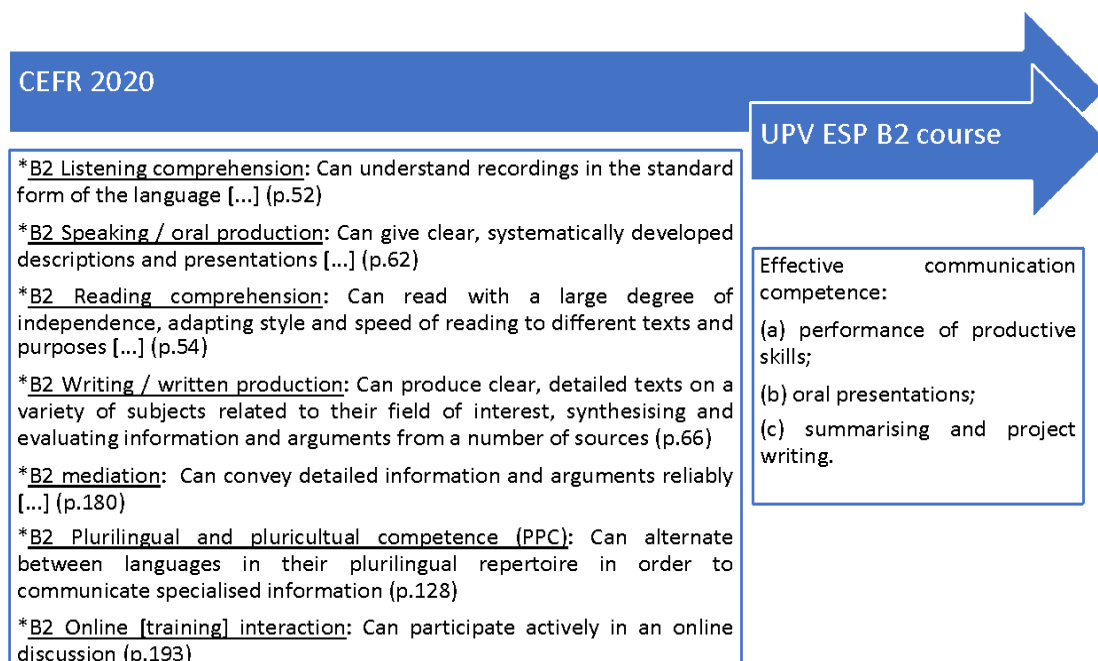 CEFR 2020
UPV ESP B2 course
*B2 Listening comprehension: Can understand recordings in the standard
form of the language [...] (p.52)
*B2 Speaking / oral production: Can give clear, systematically developed
descriptions and presentations [...] (p.62)
*B2 Reading comprehension: Can read with a large degree of
independence, adapting style and speed of reading to different texts and
purposes [...] (p.54)
*B2 Writing / written production: Can produce clear, detailed texts on a
variety of subjects related to their field of interest, synthesising and
evaluating information and arguments from a number of sources (p.66)
*B2 mediation: Can convey detailed information and arguments reliably
[...] (p.180)
*B2 Plurilingual and pluricultual competence (PPC): Can alternate
between languages in their plurilingual repertoire in order to
communicate specialised information (p.128)
*B2 Online [training] interaction: Can participate actively in an online
discussion (p.193)
Effective communication
competence:
(a) performance of productive
skills;
(b) oral presentations;
(c) summarising and project
writing.